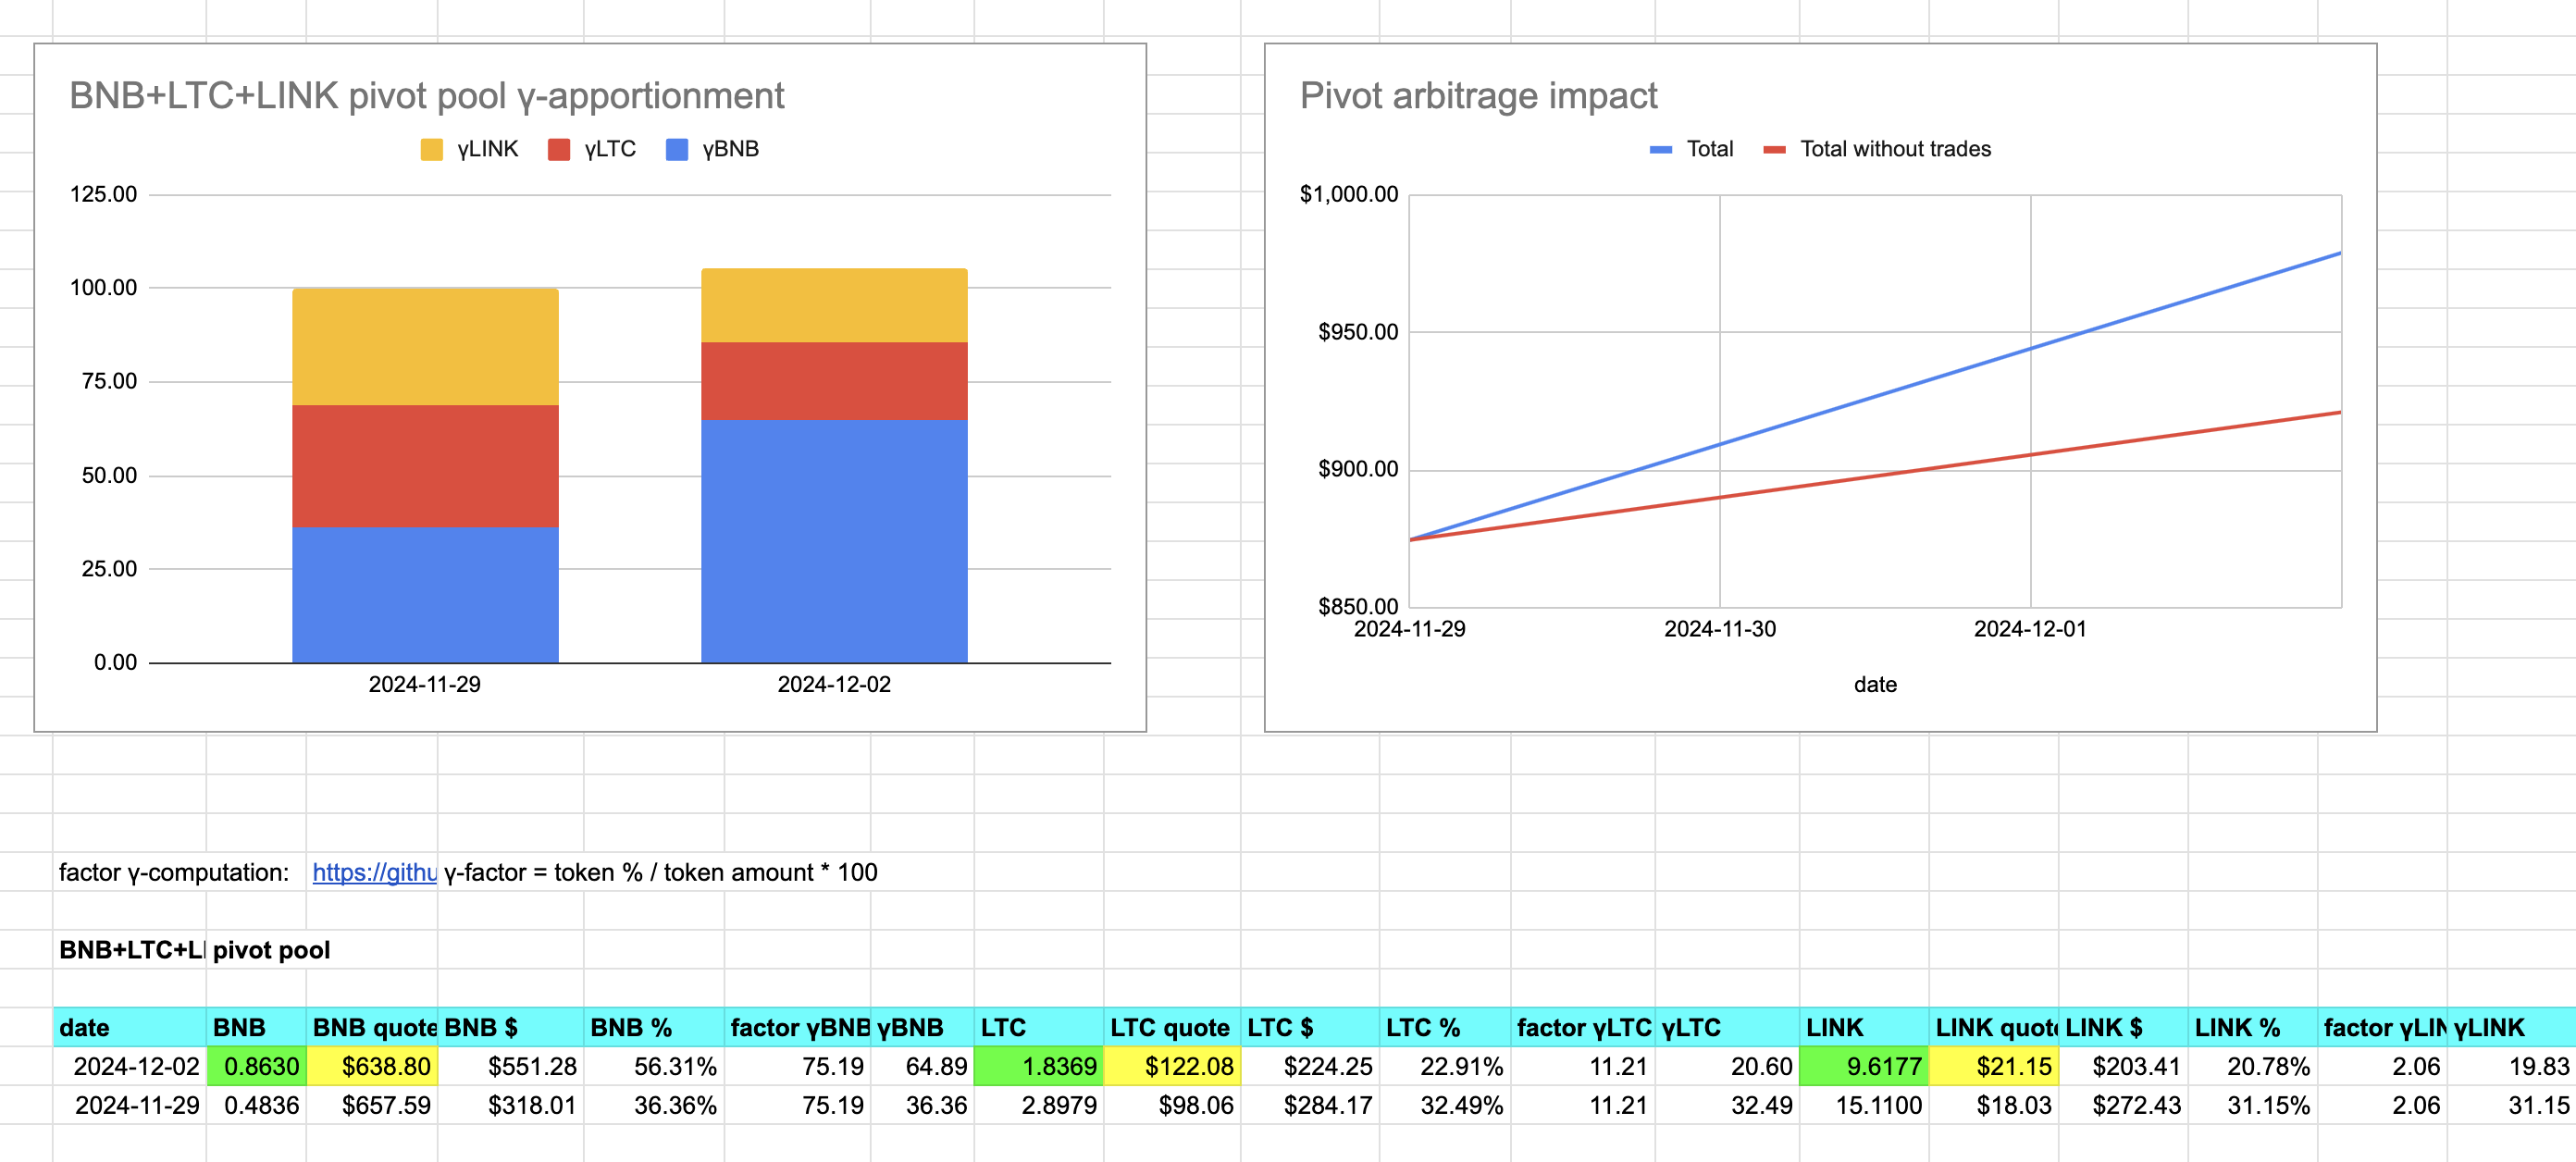 BNB+LTC+LINK pivot pool γ-apportionment
γLINK γLTC γBNB
125.00
100.00
75.00
50.00
25.00
0.00
2024-11-29 2024-12-02
Pivot arbitrage impact
Total Total without trades
$1,000.00
$950.00
$900.00
$850.00
2024-11-29 2024-11-30 2024-12-01
date
factor γ-computation: https://githu γ-factor = token % / token amount * 100
BNB+LTC+LI pivot pool
date BNB BNB quote BNB $ BNB % factor γBNB γBNB LTC LTC quote LTC $ LTC % factor γLTC γLTC LINK LINK quote LINK $ LINK % factor γLIN γLINK
2024-12-02 0.8630 $638.80 $551.28 56.31% 75.19 64.89 1.8369 $122.08 $224.25 22.91% 11.21 20.60 9.6177 $21.15 $203.41 20.78% 2.06 19.83
2024-11-29 0.4836 $657.59 $318.01 36.36% 75.19 36.36 2.8979 $98.06 $284.17 32.49% 11.21 32.49 15.1100 $18.03 $272.43 31.15% 2.06 31.15